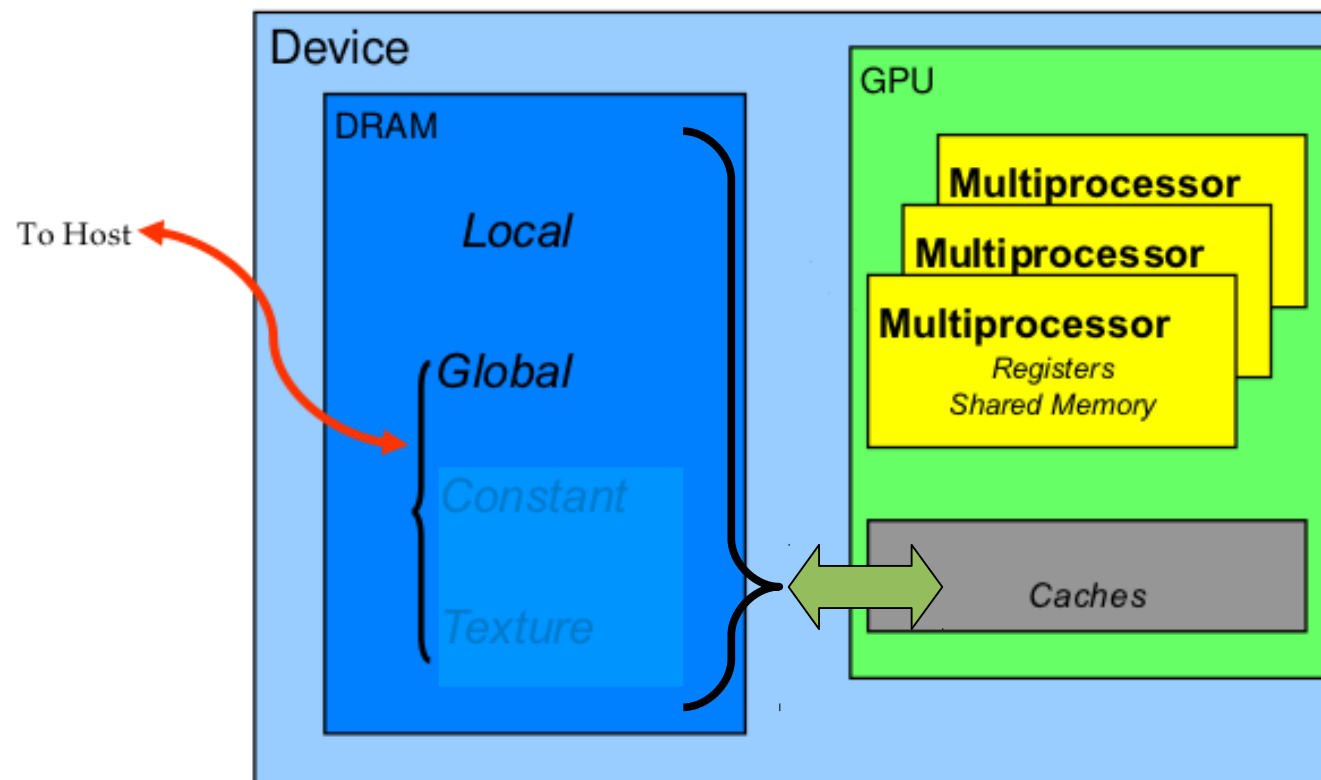 Device
DRAM
Local
Global
Constant
Texture
To Host
GPU
Multiprocessor
Multiprocessor
Multiprocessor
Registers
Shared Memory
Caches